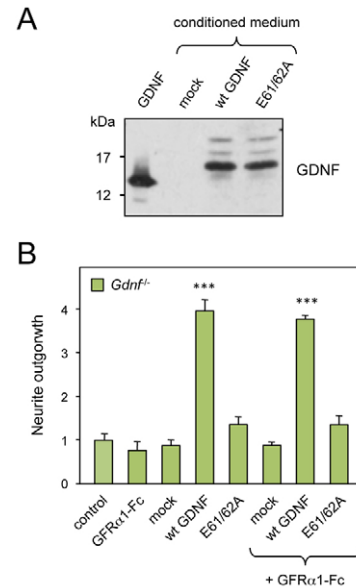 A
conditioned medium
GDNF
mock
wt GDNF
E61/62A
kDa
17
12
GDNF
B
Gdnf-/-
***
***
4
3
2
1
0
Neurite outgorwth
control
GFRα1-Fc
mock
wt GDNF
E61/62A
mock
wt GDNF
E61/62A
+ GFRα1-Fc